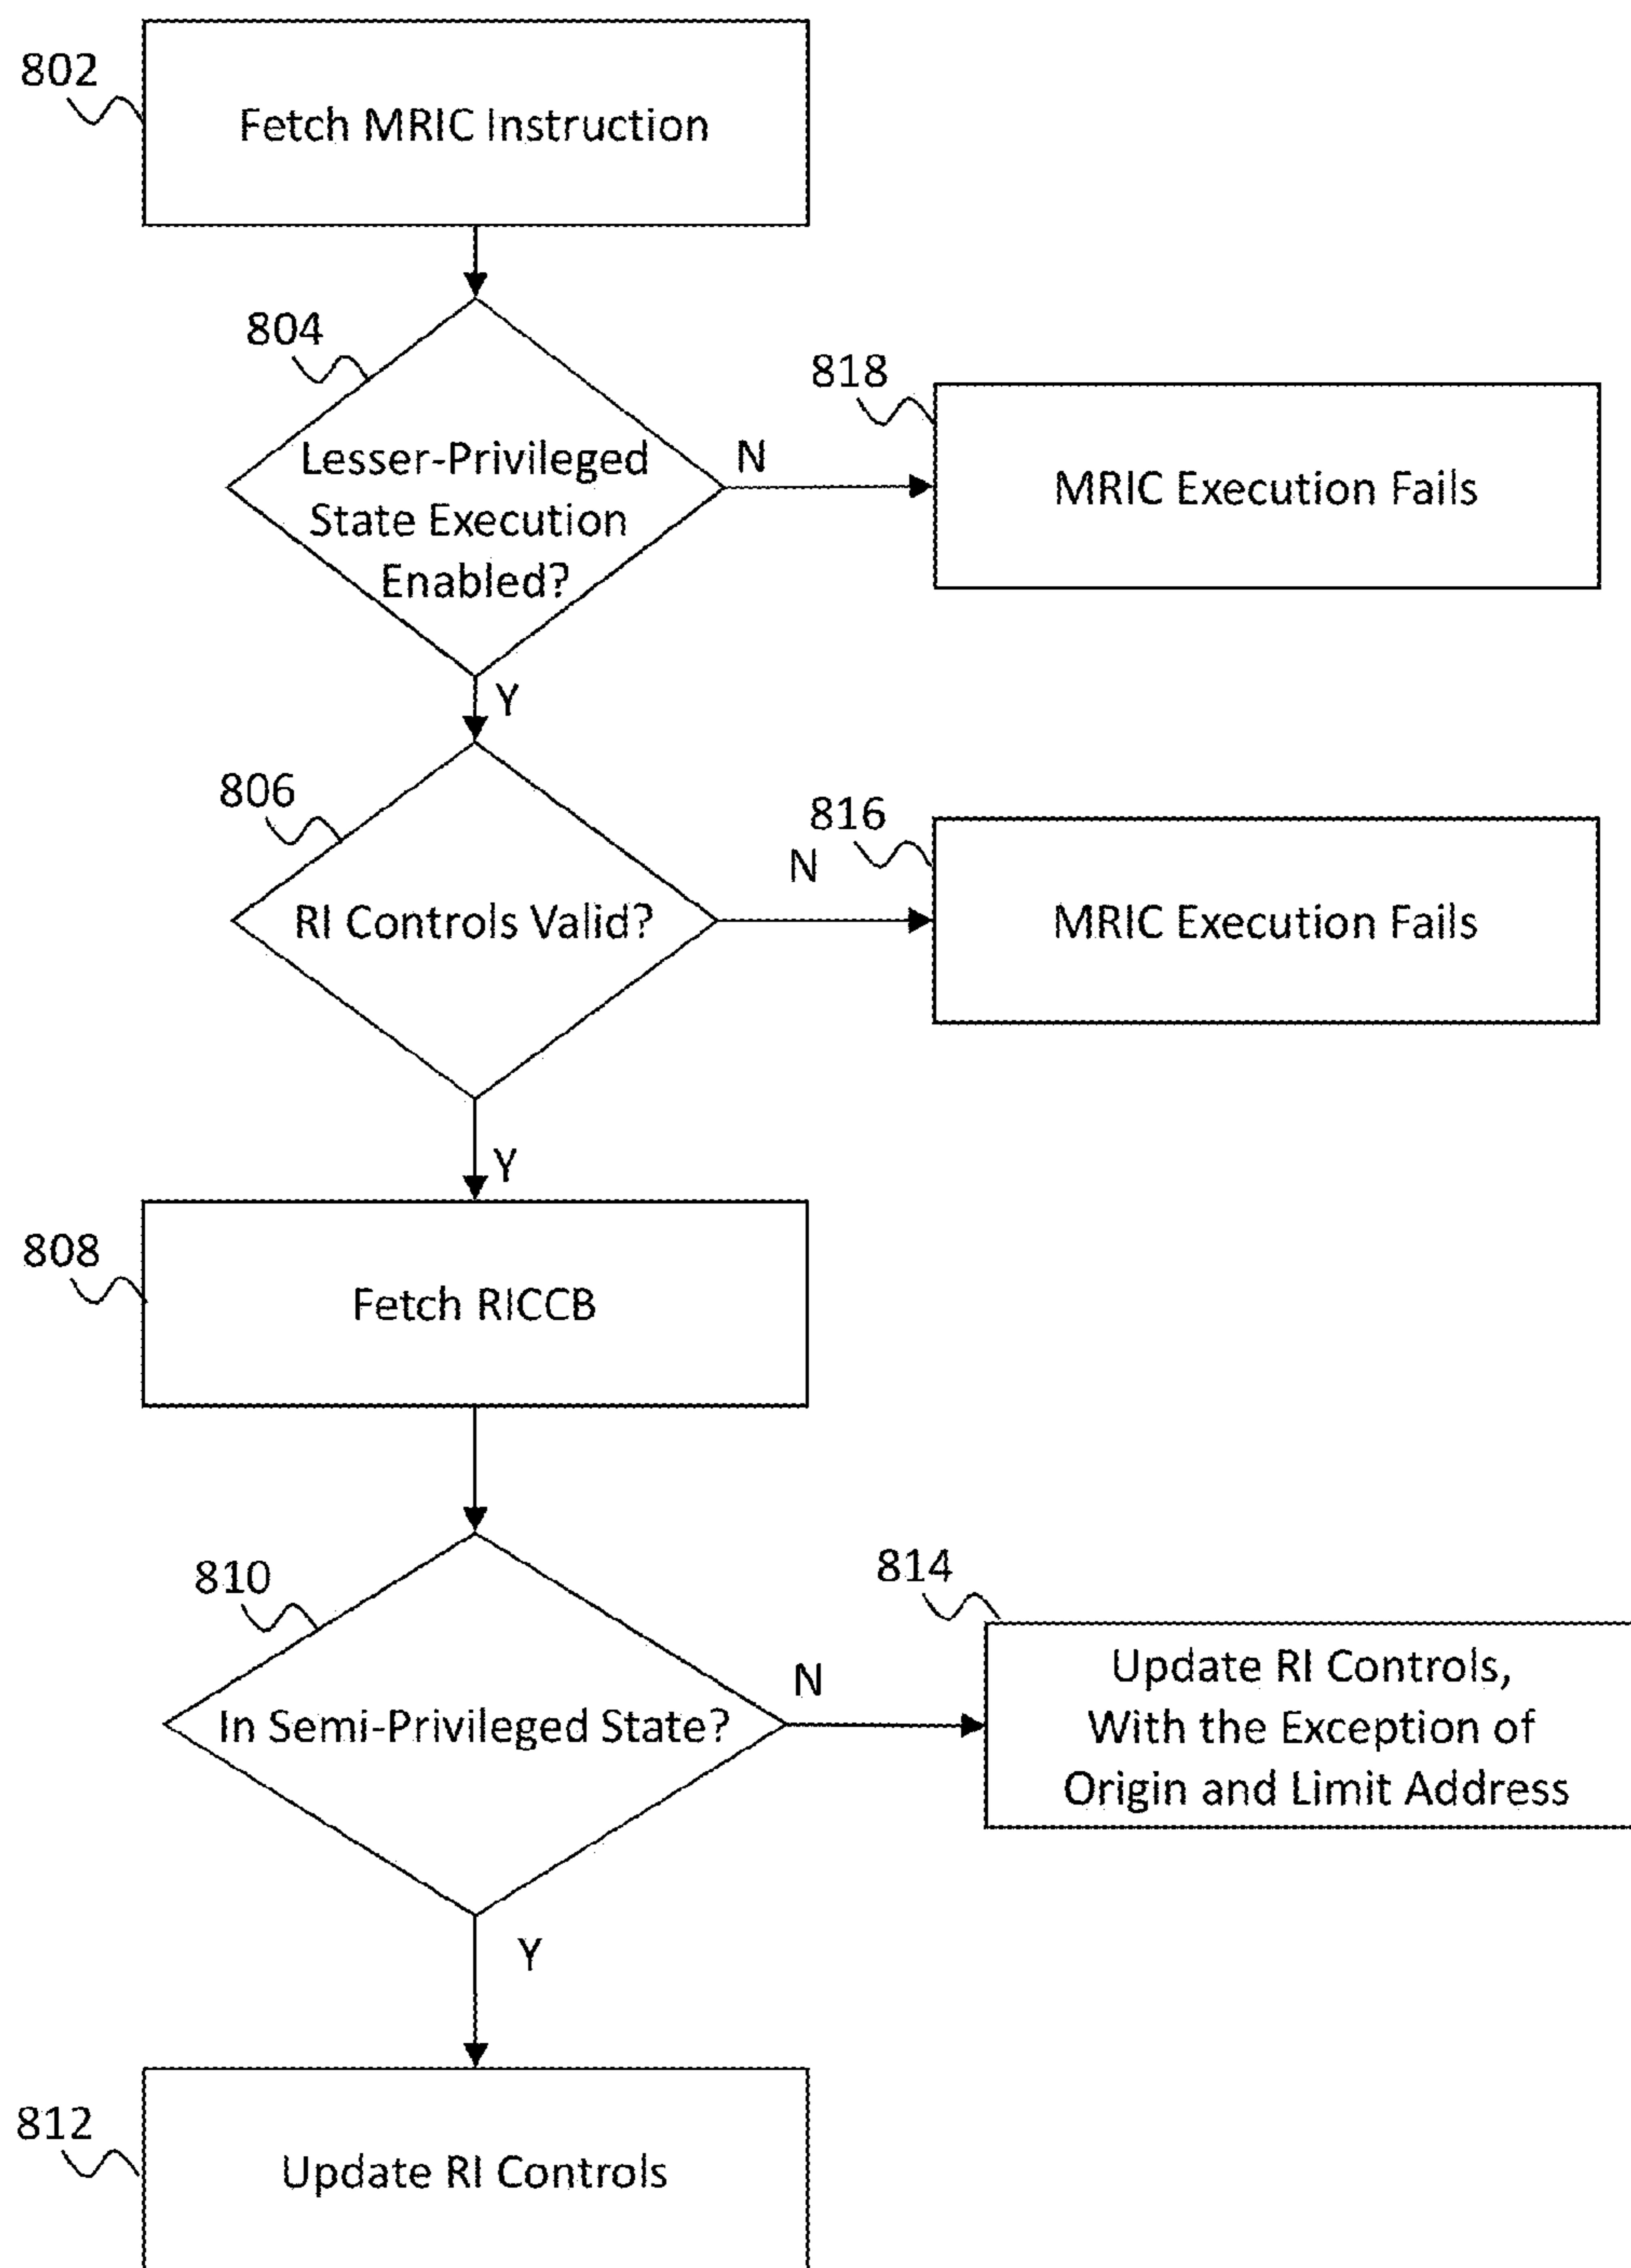 802
Fetch MRIC Instruction
804
Lesser-Privileged
State Execution
Enabled?
N
818
MRIC Execution Fails
Y
806
RI Controls Valid?
N
816
MRIC Execution Fails
Y
808
Fetch RICCB
810
In Semi-Privileged State?
N
814
Update RI Controls,
With the Exception of
Origin and Limit Address
Y
812
Update RI Controls